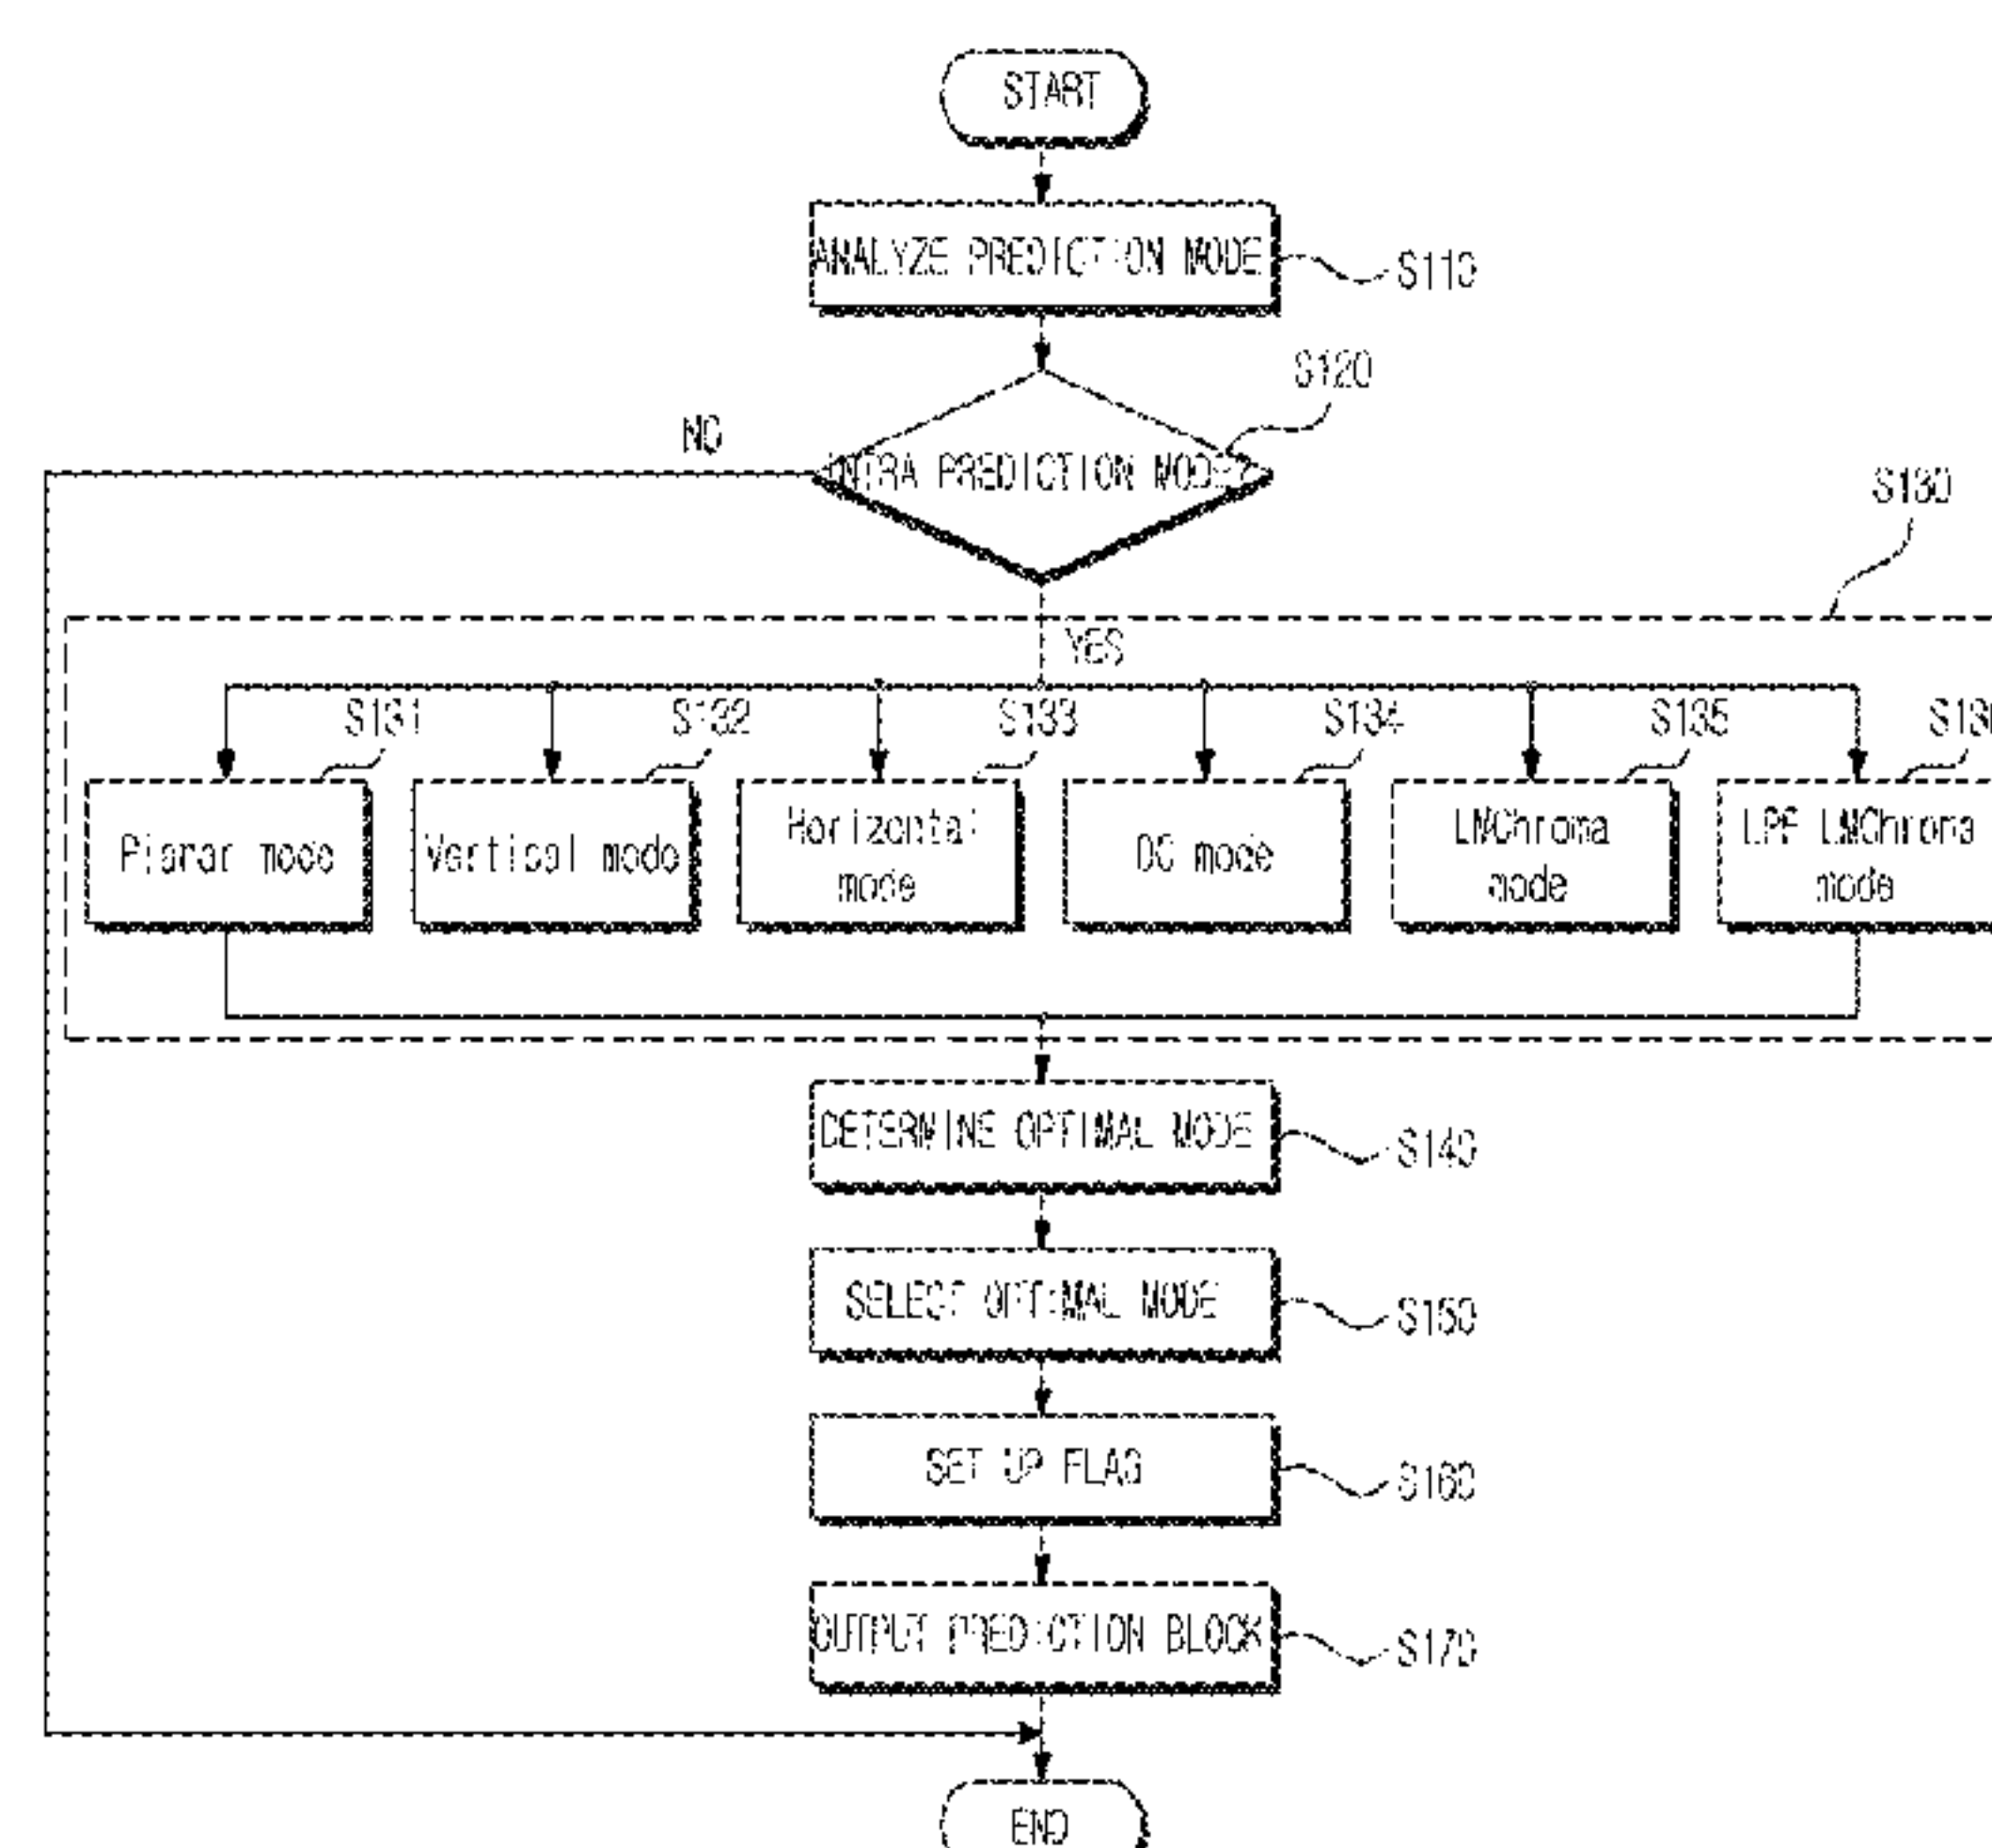 START
ANALYZE PREDICTION MODE
S110
S120
NO
INTRA PREDICTION MODE?
S130
YES
S131
S132
S133
S134
S135
Planar mode
Vertical mode
Horizontal
mode
DC mode
LMChroma
mode
LPF LMChroma
mode
DETERMINE OPTIMAL MODE
S140
SELECT OPTIMAL MODE
S150
SET UP FLAG
S160
OUTPUT PREDICTION BLOCK
S170
END